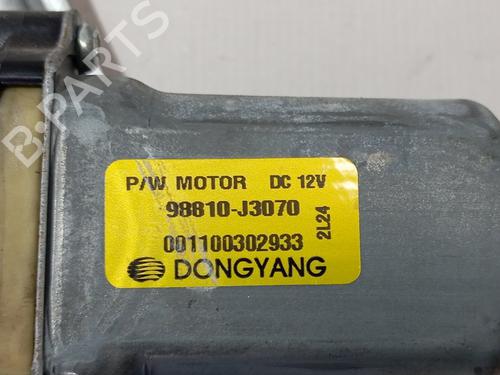 B-PARTS
P/W MOTOR DC 12V
98810-J3070
001100302933
2L24
DONGYANG